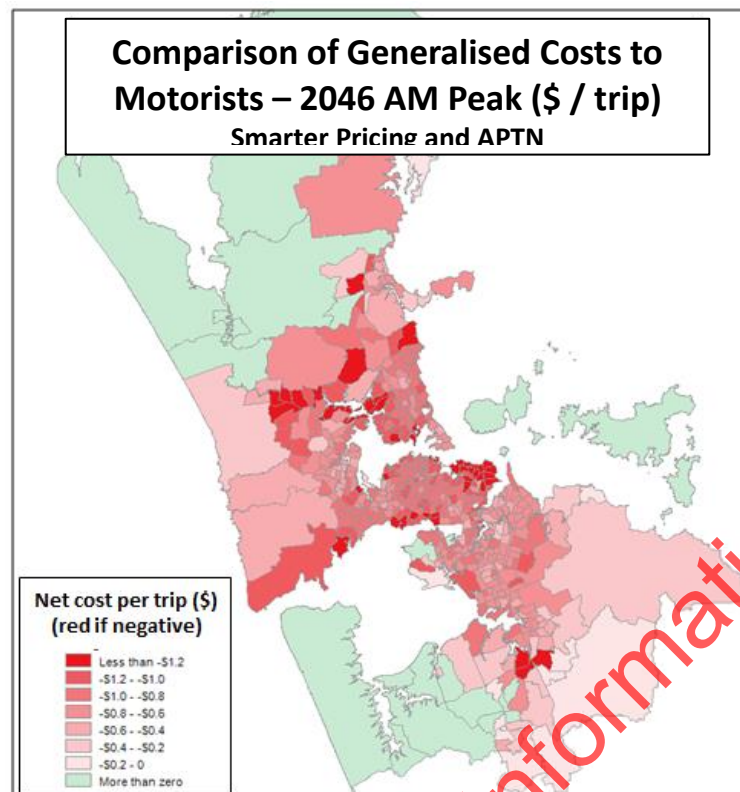 Comparison of Generalised Costs to
Motorists – 2046 AM Peak ($ / trip)
Smarter Pricing and APTN
Net cost per trip ($)
(red if negative)
Less than -$1.2
-$1.2 - -$1.0
-$1.0 - -$0.8
-$0.8 - -$0.6
-$0.6 - -$0.4
-$0.4 - -$0.2
-$0.2 - 0
More than zero
nformati